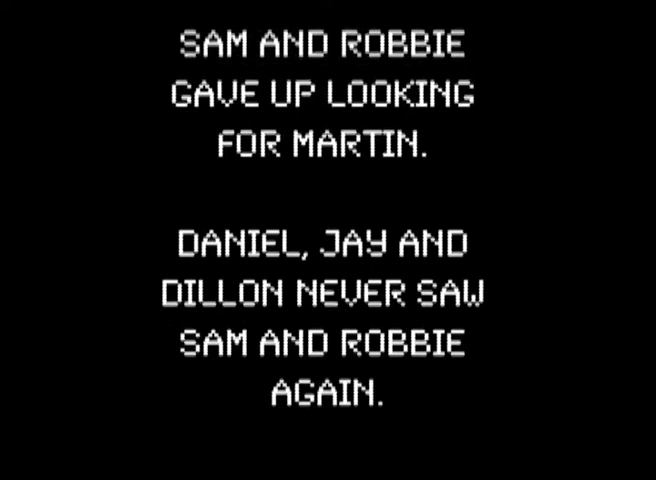 SAM AND ROBBIE
GAVE UP LOOKING
FOR MARTIN.
DANIEL, JAY AND
DILLON NEVER SAW
SAM AND ROBBIE
AGAIN.